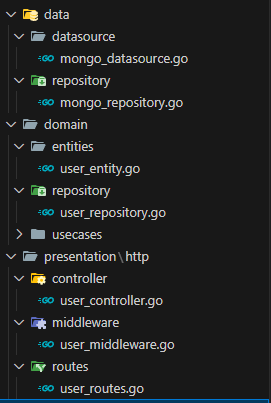 data
datasource
mongo_datasource.go
repository
mongo_repository.go
domain
entities
user_entity.go
repository
user_repository.go
usecases
presentation\http
controller
user_controller.go
middleware
user_middleware.go
routes
user_routes.go